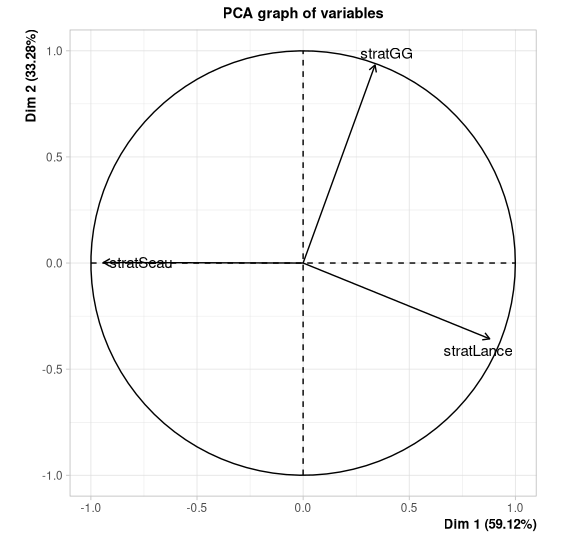 PCA graph of variables
Dim 2 (33.28%)
1.0
0.5
0.0
-0.5
-1.0
stratGG
stratSeau
stratLance
-1.0
-0.5
0.0
0.5
1.0
Dim 1 (59.12%)